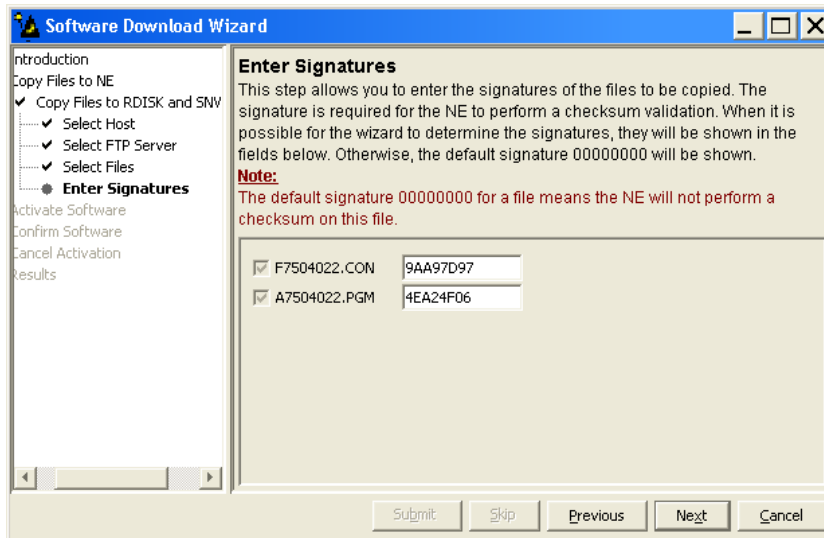 Software Download Wizard
ntroduction
Copy Files to NE
Copy Files to RDISK and SNV
Select Host
Select FTP Server
Select Files
Enter Signatures
Activate Software
Confirm Software
Cancel Activation
Results
Enter Signatures
This step allows you to enter the signatures of the files to be copied. The
signature is required for the NE to perform a checksum validation. When it is
possible for the wizard to determine the signatures, they will be shown in the
fields below. Otherwise, the default signature 00000000 will be shown.
Note:
The default signature 00000000 for a file means the NE will not perform a
checksum on this file.
F7504022.CON 9AA97D97
A7504022.PGM 4EA24F06
Submit Skip Previous Next Cancel